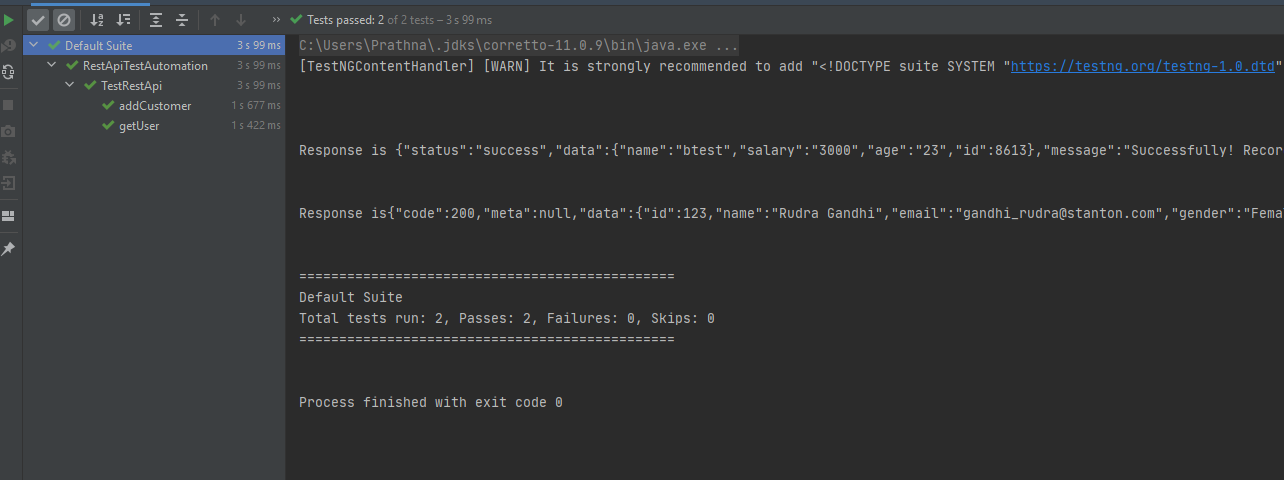 Tests passed: 2 of 2 tests – 3 s 99 ms
Default Suite 3 s 99 ms
RestApiTestAutomation 3 s 99 ms
TestRestApi 3 s 99 ms
addCustomer 1 s 677 ms
getUser 1 s 422 ms
C:\Users\Prathna\.jdks\corretto-11.0.9\bin\java.exe ...
[TestNGContentHandler] [WARN] It is strongly recommended to add "<!DOCTYPE suite SYSTEM "https://testng.org/testng-1.0.dtd"
Response is {"status":"success","data":{"name":"btest","salary":"3000","age":"23","id":8613},"message":"Successfully! Recor
Response is{"code":200,"meta":null,"data":{"id":123,"name":"Rudra Gandhi","email":"gandhi_rudra@stanton.com","gender":"Fema
===============================================
Default Suite
Total tests run: 2, Passes: 2, Failures: 0, Skips: 0
===============================================
Process finished with exit code 0